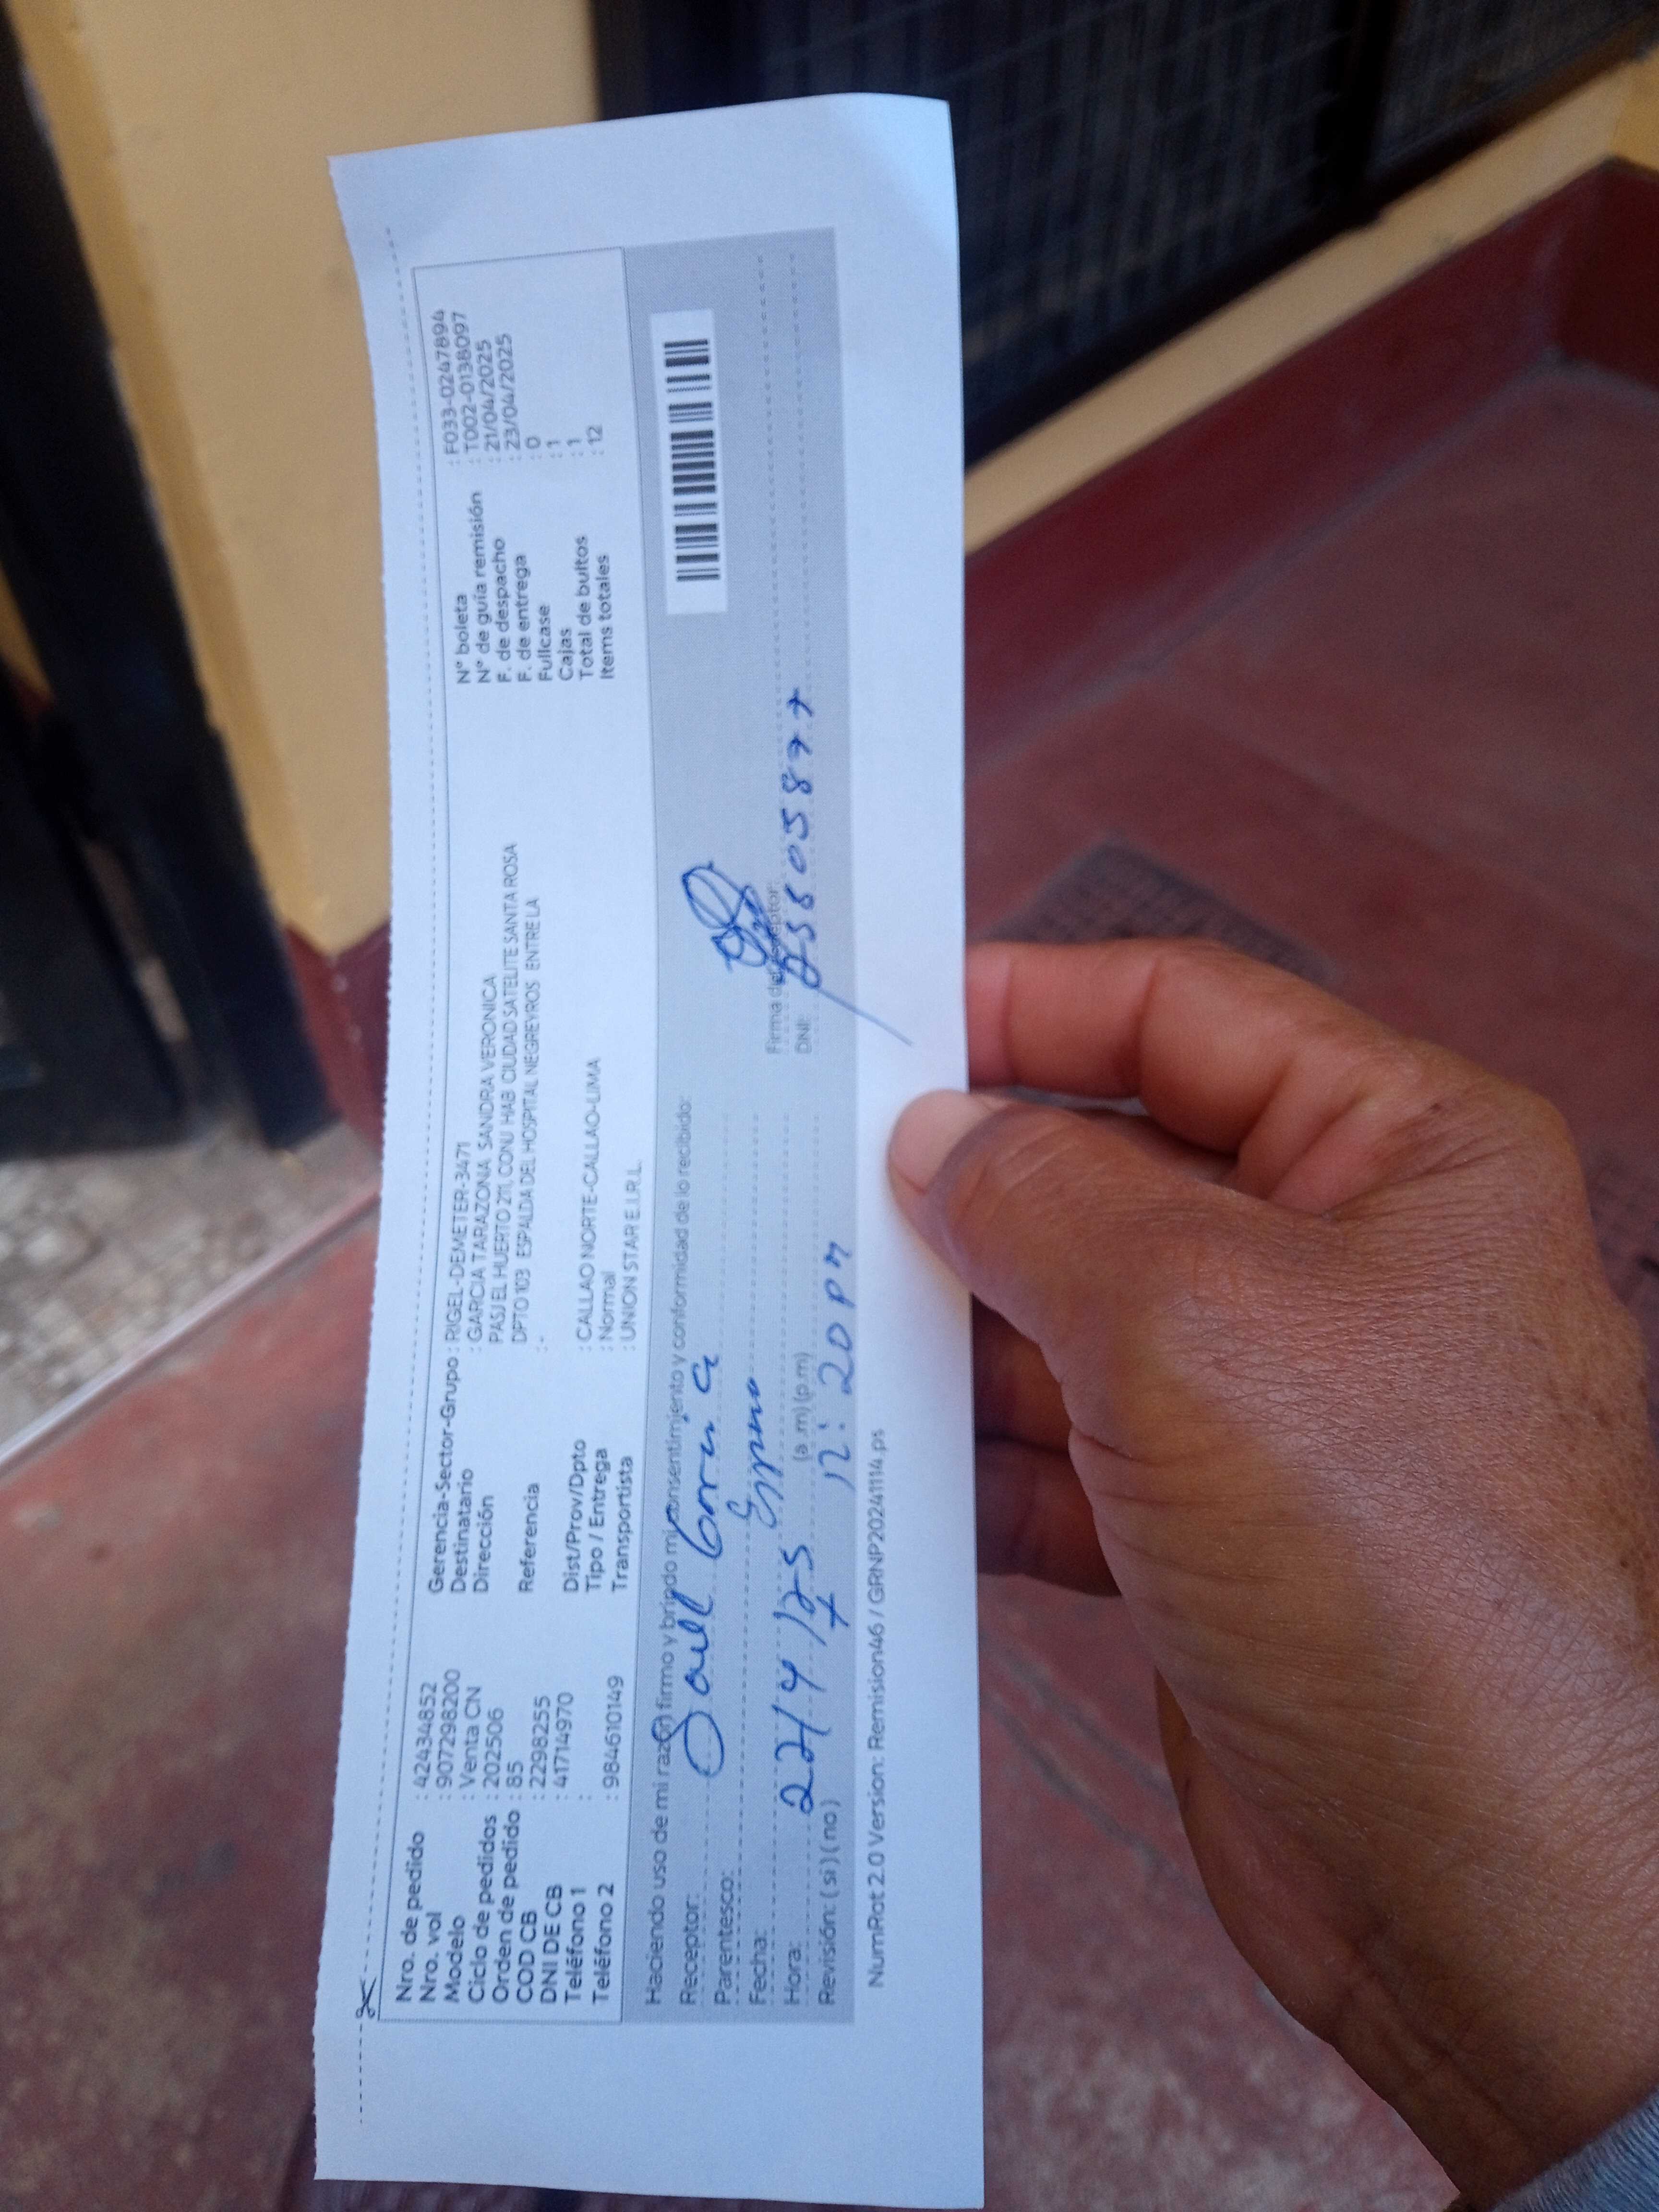 Nro. de pedido : 424344852
Nro. vol : 9072982OO
Modelo : Venta CN
Ciclo de pedidos : 202506
Orden de pedido : 85
COD CB : 22982255
DNI DE CB : 41714970
Teléfono 1 :
Teléfono 2 : 984610149
Gerencia-Sector-Grupo : RIGEL-DEMETER-3471
Destinatario : GARCIA TARAZONA SANDRA VERONICA
Dirección PASJ EL HUERTO 211, CONJ HAB CIUDAD SATELITE SANTA ROSA
DPTO 103 ESPALDA DEL HOSPITAL NEGREYROS ENTRE LA
Referencia : -
Dist/Prov/Dpto : CALLAO NORTE-CALLAO-LIMA
Tipo / Entrega : Normal
Transportista : UNION STAR E.I.R.L.
N° boleta : F033-0247894
N° de guía remisión : T002-0138097
F. de despacho : 21/04/2025
F. de entrega : 23/04/2025
Fullcase : 0
Cajas : 1
Total de bultos : 1
Items totales : 12
Haciendo uso de mi razón firmo y brindo mi consentimiento y conformidad de lo recibido:
Receptor:
Parentesco:
Fecha: 22/4/25
Hora: (a.m) (p.m) 12:20 pm
Revisión: ( si ) ( no )
Firma del receptor:
DNI:
NumRat 2.0 Version: Remision46 / GRNP20241114.ps